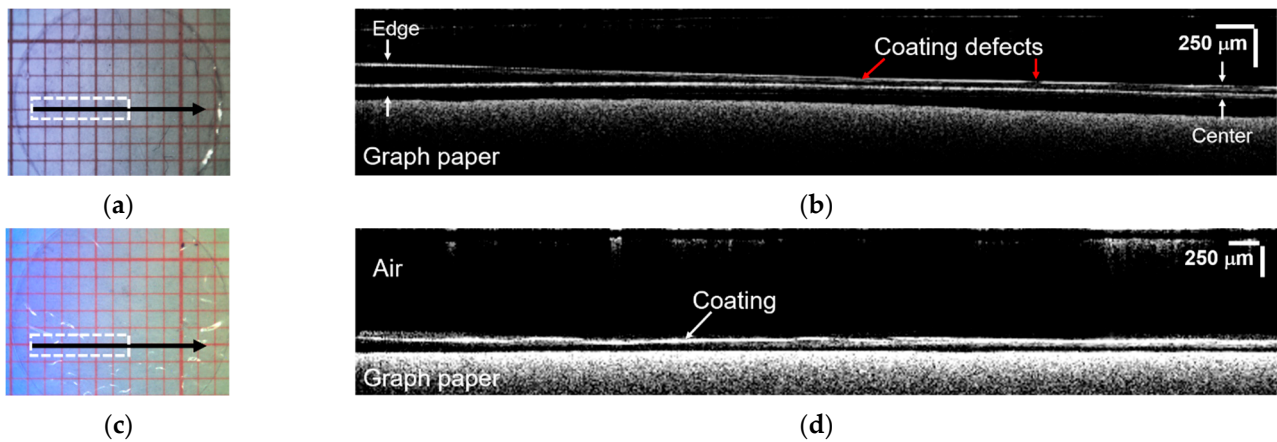 Edge
Coating defects
250 μm
Center
Graph paper
(a)
(b)
Air
250 μm
Coating
Graph paper
(c)
(d)